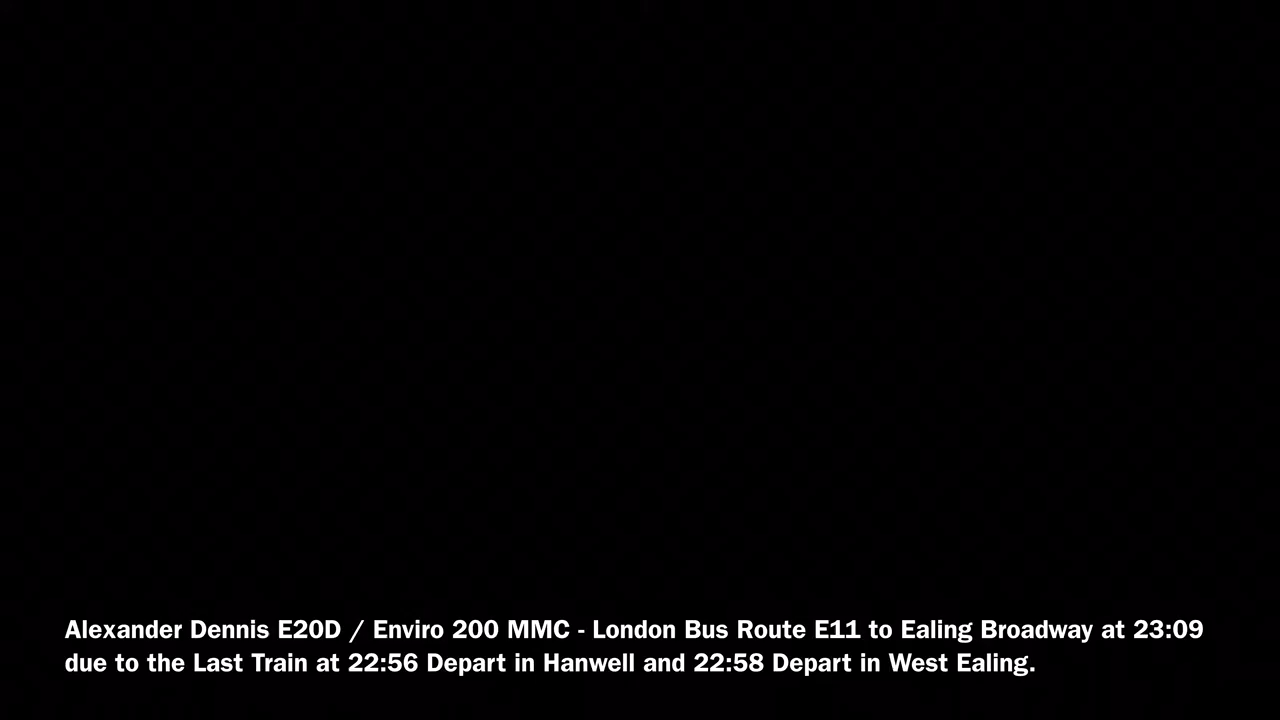 Alexander Dennis E20D / Enviro 200 MMC - London Bus Route E11 to Ealing Broadway at 23:09
due to the Last Train at 22:56 Depart in Hanwell and 22:58 Depart in West Ealing.